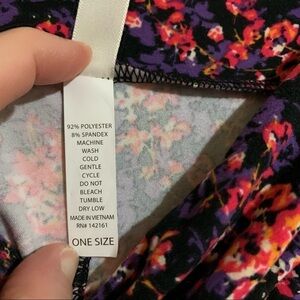 92% POLYESTER
8% SPANDEX
MACHINE
WASH
COLD
GENTLE
CYCLE
DO NOT
BLEACH
TUMBLE
DRY LOW
MADE IN VIETNAM
RN# 142161
ONE SIZE